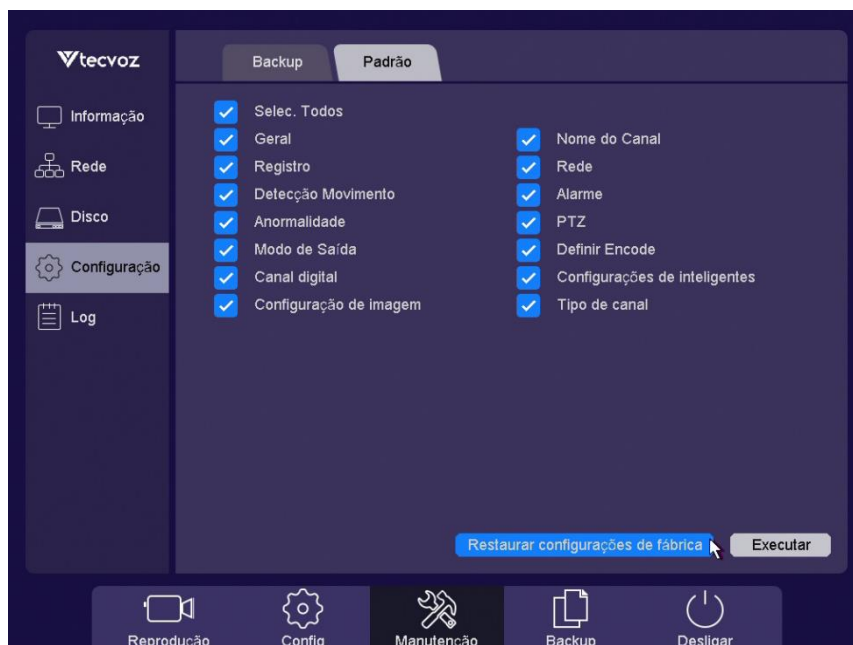 tecvoz
Backup
Padrão
Informação
Rede
Disco
Configuração
Log
Selec. Todos
Geral
Nome do Canal
Registro
Rede
Detecção Movimento
Alarme
Anormalidade
PTZ
Modo de Saída
Definir Encode
Canal digital
Configurações de inteligentes
Configuração de imagem
Tipo de canal
Restaurar configurações de fábrica
Executar
Reprodução
Config
Manutenção
Backup
Desligar